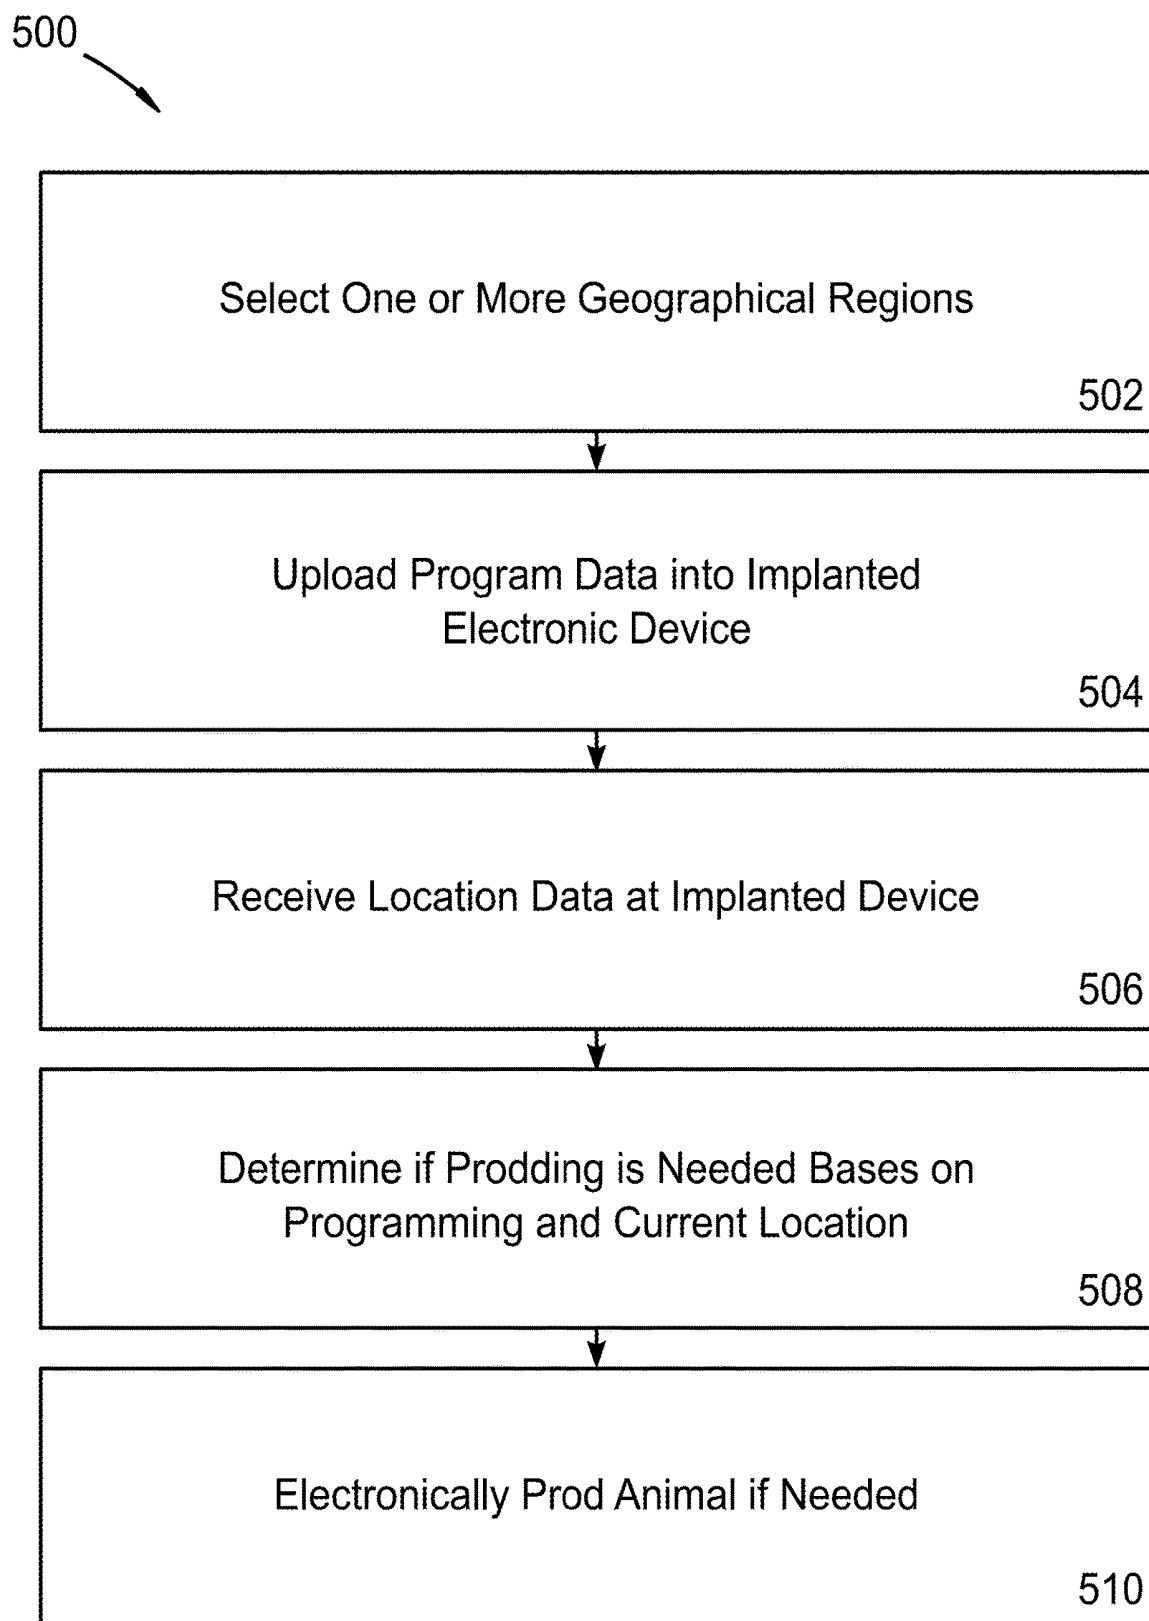 500
Select One or More Geographical Regions
502
Upload Program Data into Implanted
Electronic Device
504
Receive Location Data at Implanted Device
506
Determine if Prodding is Needed Bases on
Programming and Current Location
508
Electronically Prod Animal if Needed
510